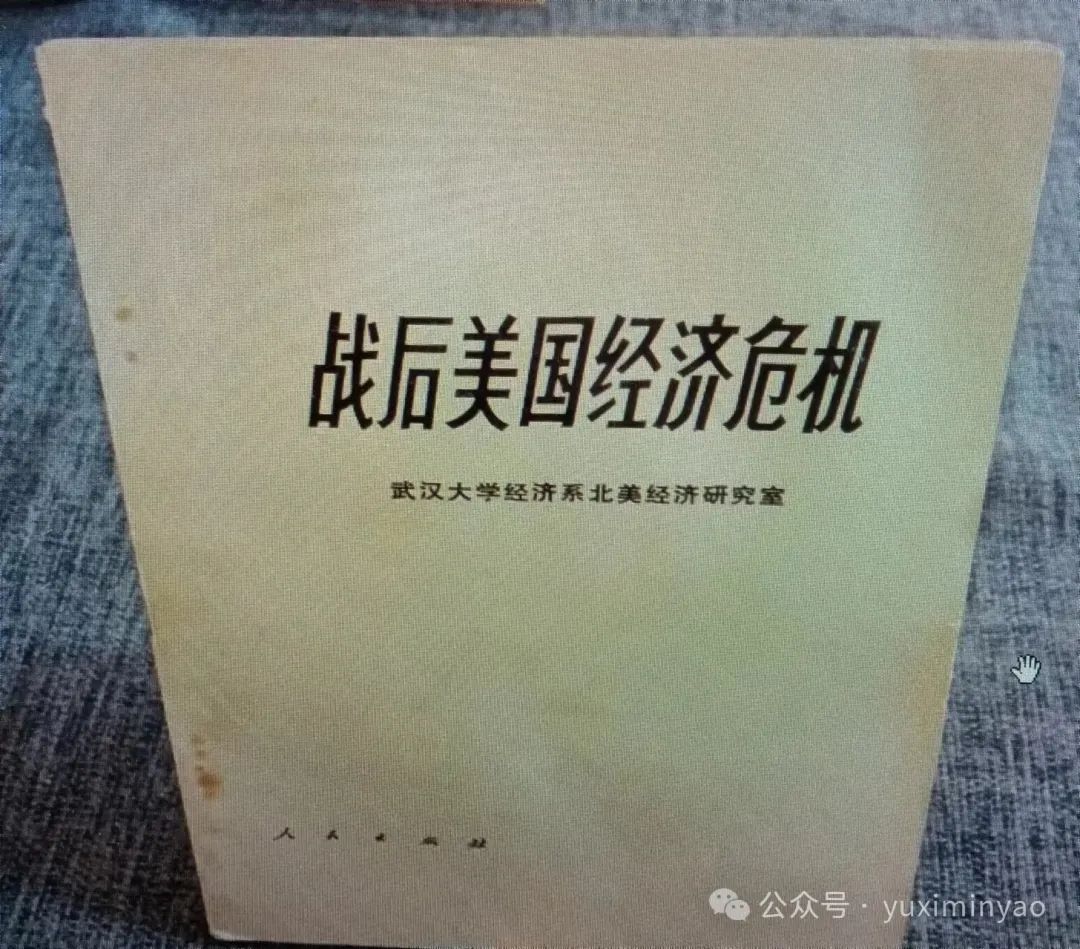 战后美国经济危机
武汉大学经济系北美经济研究室
人民出版社
公众号 · yuximinyao